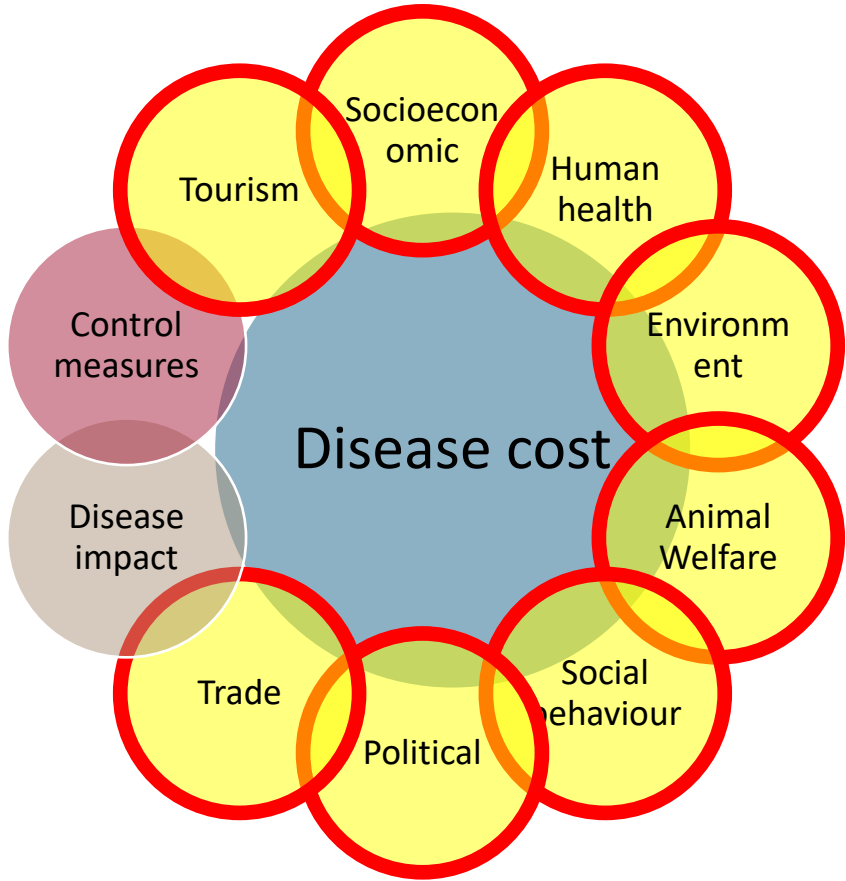 Socioecon
omic
Human
health
Environm
ent
Animal
Welfare
Social
behaviour
Political
Trade
Disease
impact
Control
measures
Tourism
Disease cost